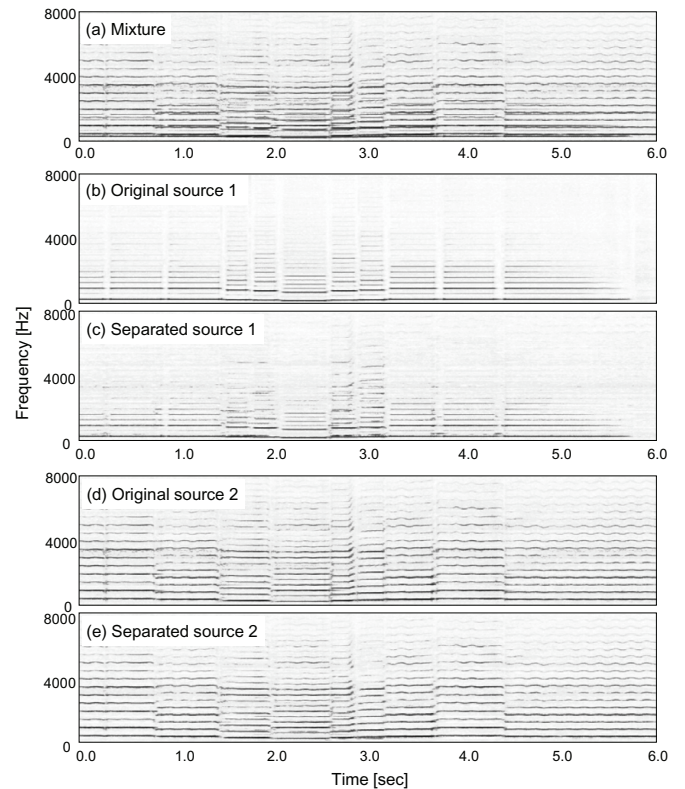 (a) Mixture
8000
4000
0
0.0 1.0 2.0 3.0 4.0 5.0 6.0
(b) Original source 1
8000
4000
0
(c) Separated source 1
8000
4000
0
0.0 1.0 2.0 3.0 4.0 5.0 6.0
(d) Original source 2
8000
4000
0
(e) Separated source 2
8000
4000
0
0.0 1.0 2.0 3.0 4.0 5.0 6.0
Frequency [Hz]
Time [sec]